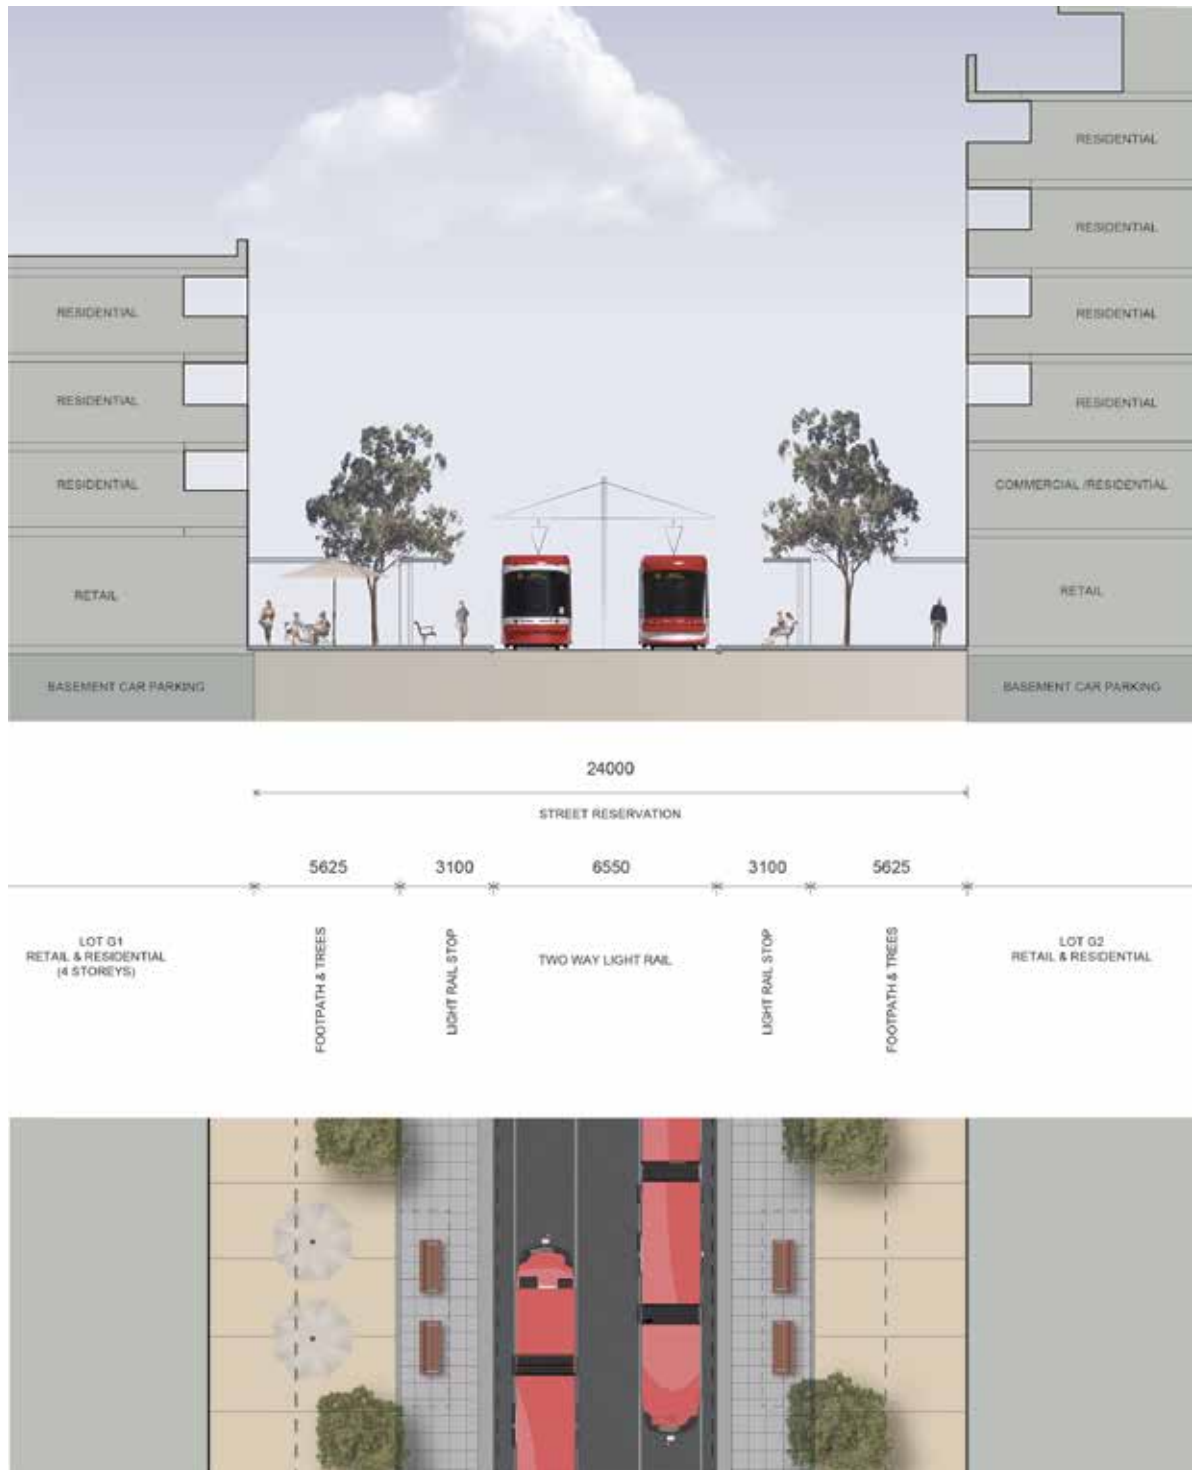 RESIDENTIAL
RESIDENTIAL
RESIDENTIAL
RESIDENTIAL
RESIDENTIAL
RESIDENTIAL
RESIDENTIAL
COMMERCIAL /RESIDENTIAL
RETAIL
RETAIL
BASEMENT CAR PARKING
BASEMENT CAR PARKING
24000
STREET RESERVATION
5625
3100
6550
3100
5625
LOT G1
RETAIL & RESIDENTIAL
(4 STOREYS)
FOOTPATH & TREES
LIGHT RAIL STOP
TWO WAY LIGHT RAIL
LIGHT RAIL STOP
FOOTPATH & TREES
LOT G2
RETAIL & RESIDENTIAL